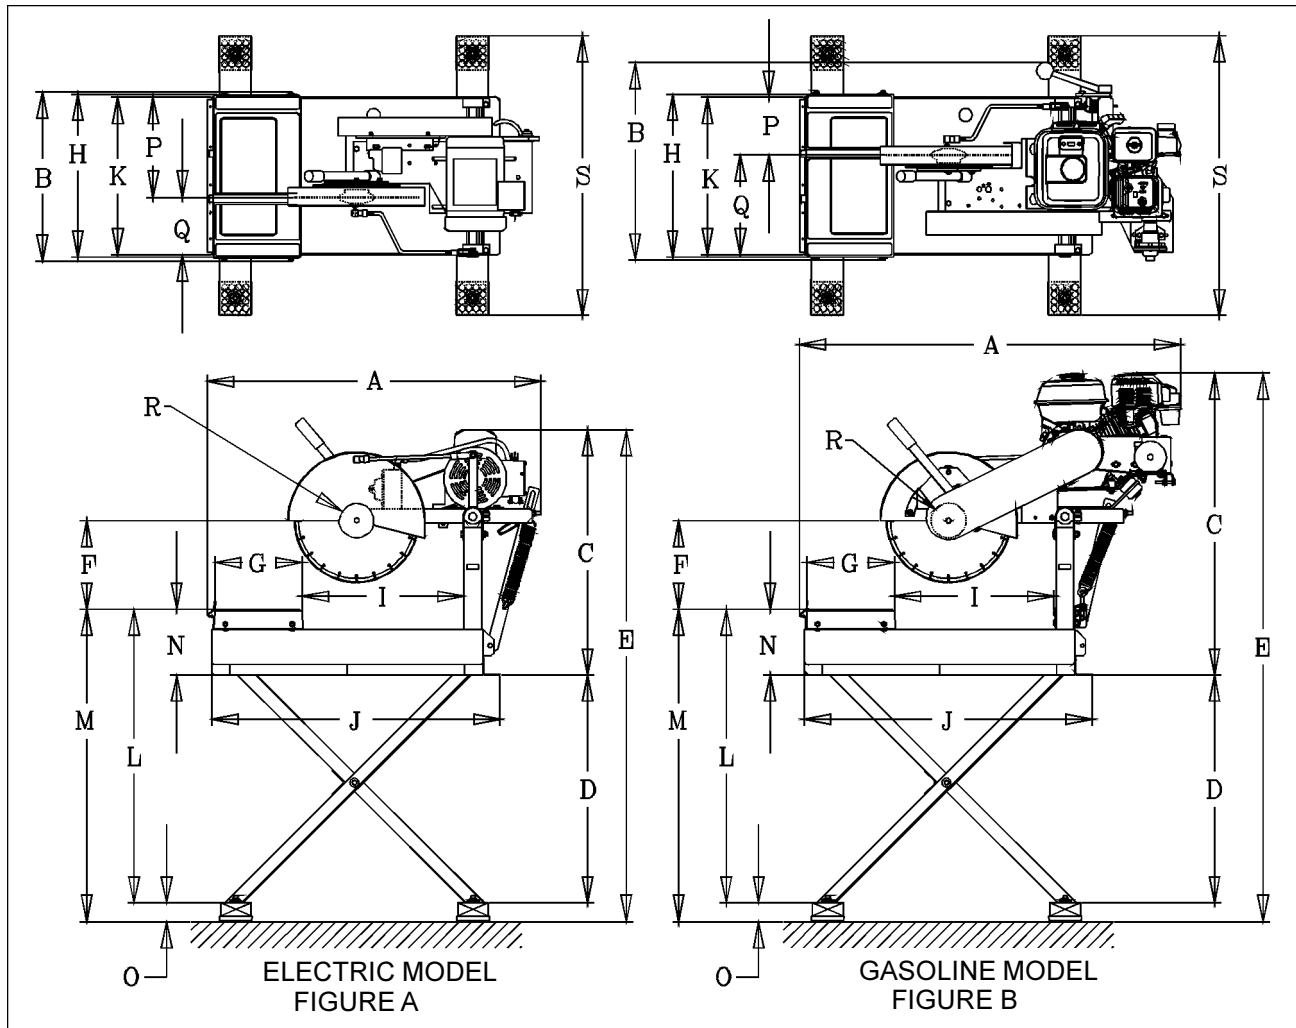 B H K P Q S
B H K P Q S
A
R
F G I C
N E
M J
L D
O
ELECTRIC MODEL
FIGURE A
A
R
F G I C
N E
M J
L D
O
GASOLINE MODEL
FIGURE B